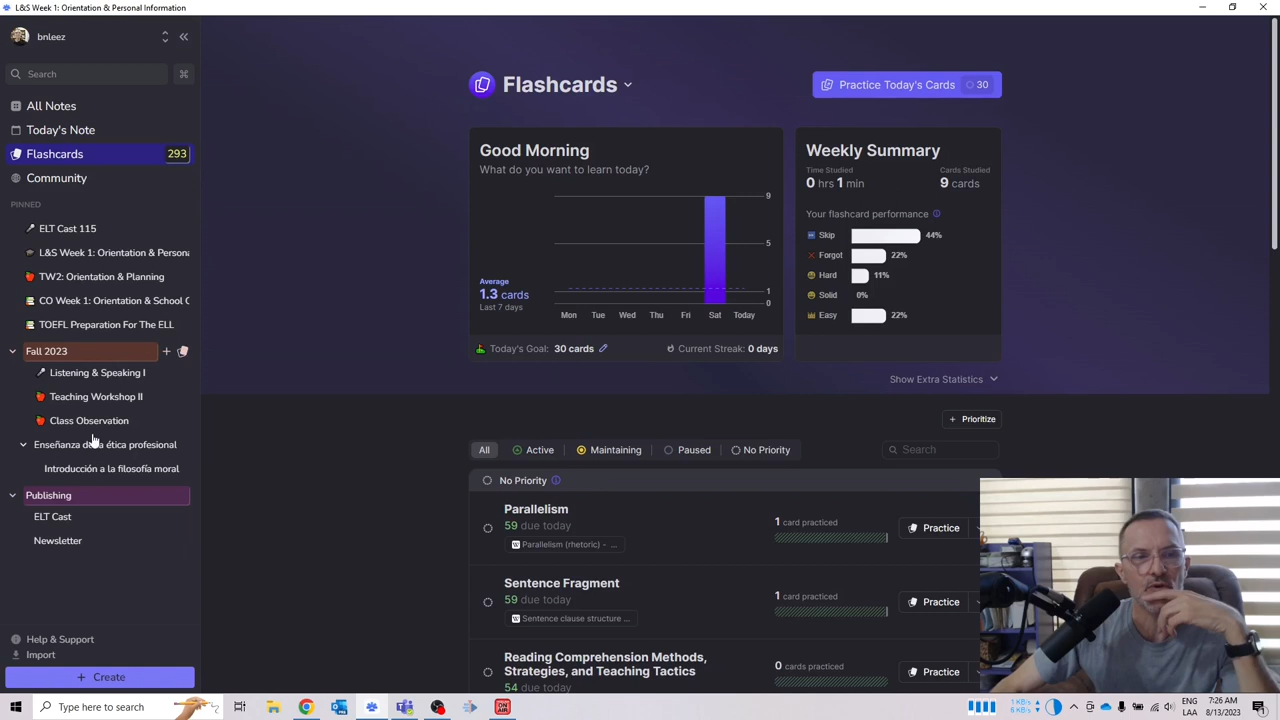 L&S Week 1: Orientation & Personal Information
bnleez
Search
All Notes
Today's Note
Flashcards 293
Community
PINNED
ELT Cast 115
L&S Week 1: Orientation & Persona
TW2: Orientation & Planning
CO Week 1: Orientation & School C
TOEFL Preparation For The ELL
Fall 2023
Listening & Speaking I
Teaching Workshop II
Class Observation
Enseñanza de la ética profesional
Introducción a la filosofía moral
Publishing
ELT Cast
Newsletter
Help & Support
Import
+ Create
Flashcards
Practice Today's Cards 30
Good Morning
What do you want to learn today?
9
5
1
0
Average
1.3 cards
Last 7 days
Mon Tue Wed Thu Fri Sat Today
Today's Goal: 30 cards
Current Streak: 0 days
Weekly Summary
Time Studied
0 hrs 1 min
Cards Studied
9 cards
Your flashcard performance
Skip 44%
Forgot 22%
Hard 11%
Solid 0%
Easy 22%
Show Extra Statistics
+ Prioritize
All Active Maintaining Paused No Priority
Search
No Priority
Parallelism
59 due today
W Parallelism (rhetoric) - ...
1 card practiced
Practice
Sentence Fragment
59 due today
W Sentence clause structure ...
1 card practiced
Practice
Reading Comprehension Methods,
Strategies, and Teaching Tactics
54 due today
0 cards practiced
Practice
Type here to search
ON AIR
1 KB/s
6 KB/s
ENG
LAA
7:26 AM
8/13/2023